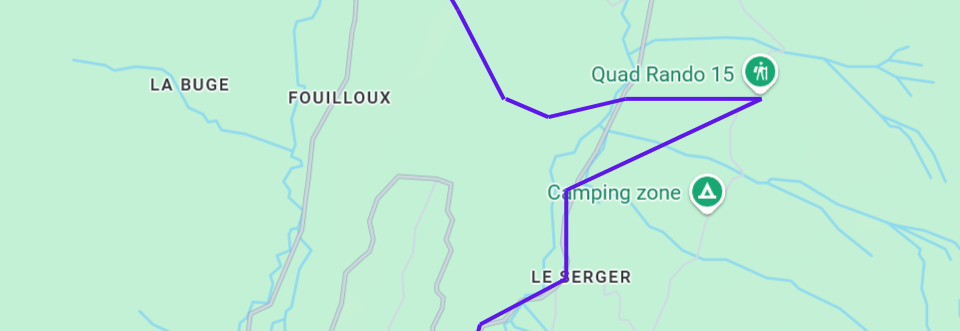 Quad Rando 15
LA BUGE
FOUILLOUX
Camping zone
LE SERGER